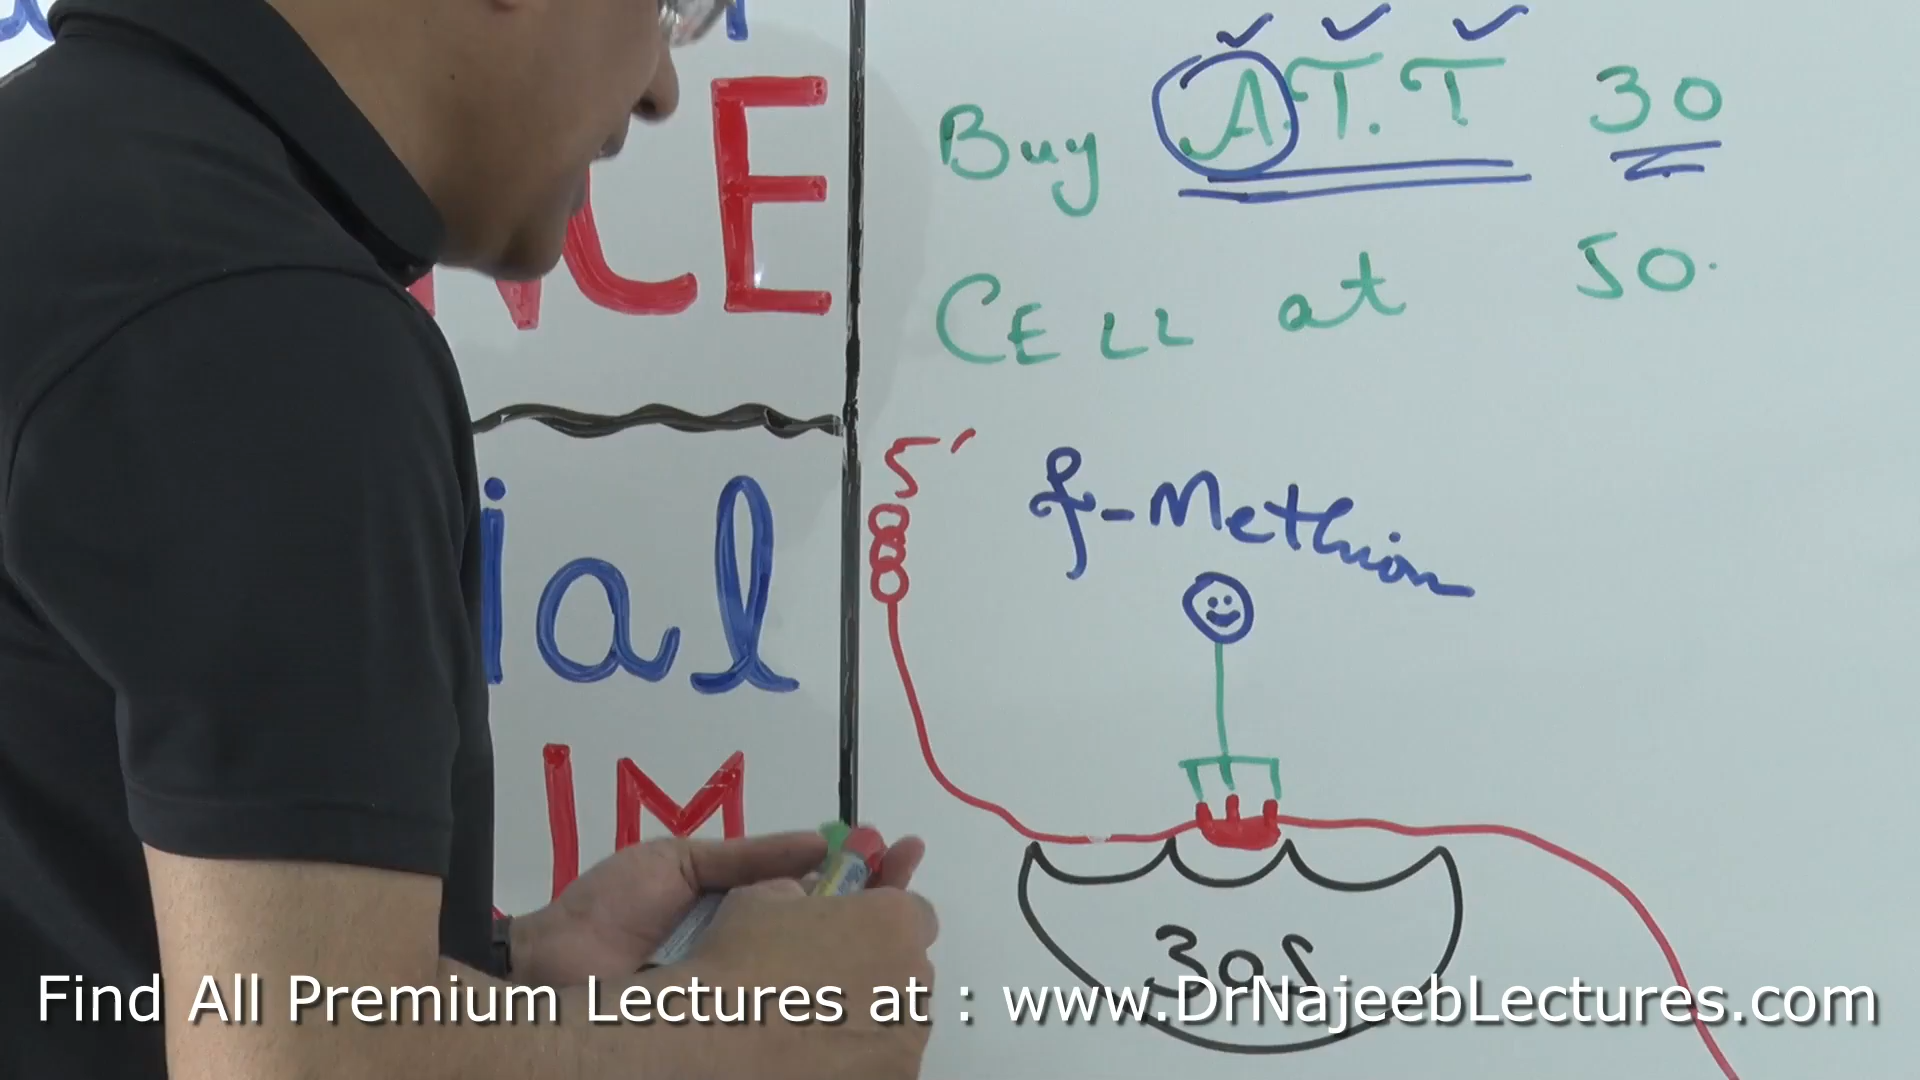 NCE
ial
Buy A.T.T 30
CELL at 50.
5'
f-Methion
30S
Find All Premium Lectures at : www.DrNajeebLectures.com